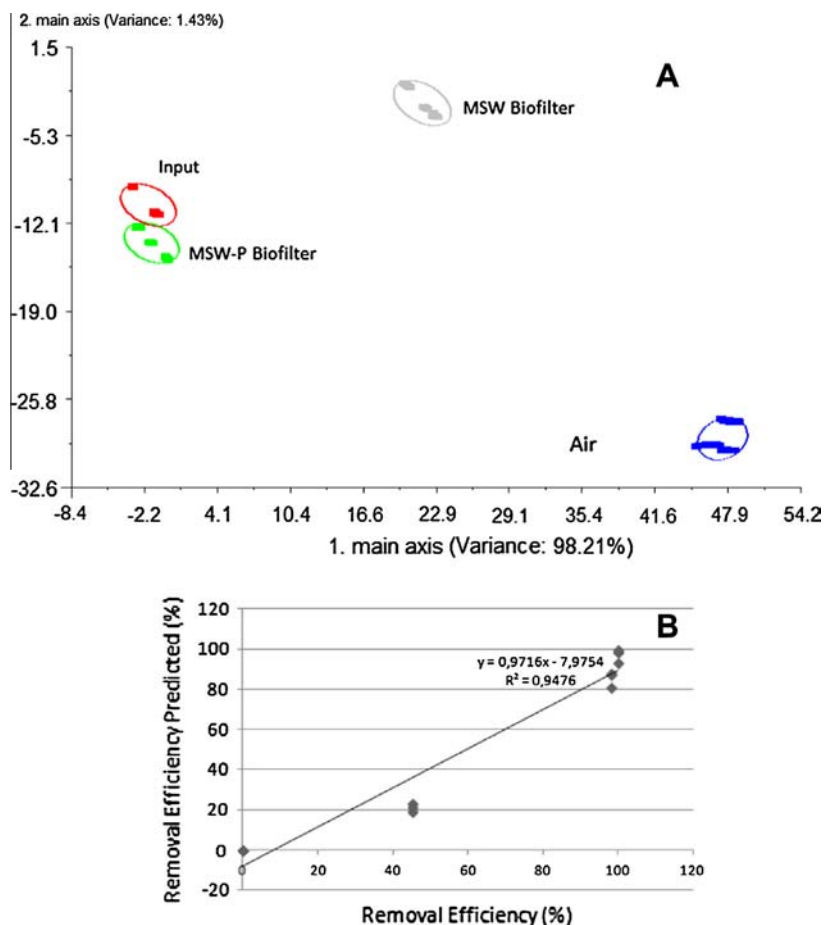 2. main axis (Variance: 1.43%)
1.5
A
MSW Biofilter
-5.3
Input
-12.1
MSW-P Biofilter
-19.0
-25.8
Air
-32.6
-8.4 -2.2 4.1 10.4 16.6 22.9 29.1 35.4 41.6 47.9 54.2
1. main axis (Variance: 98.21%)
Removal Efficiency Predicted (%)
120
B
100
y = 0,9716x - 7,9754
R² = 0,9476
80
60
40
20
0
0 20 40 60 80 100 120
-20
Removal Efficiency (%)